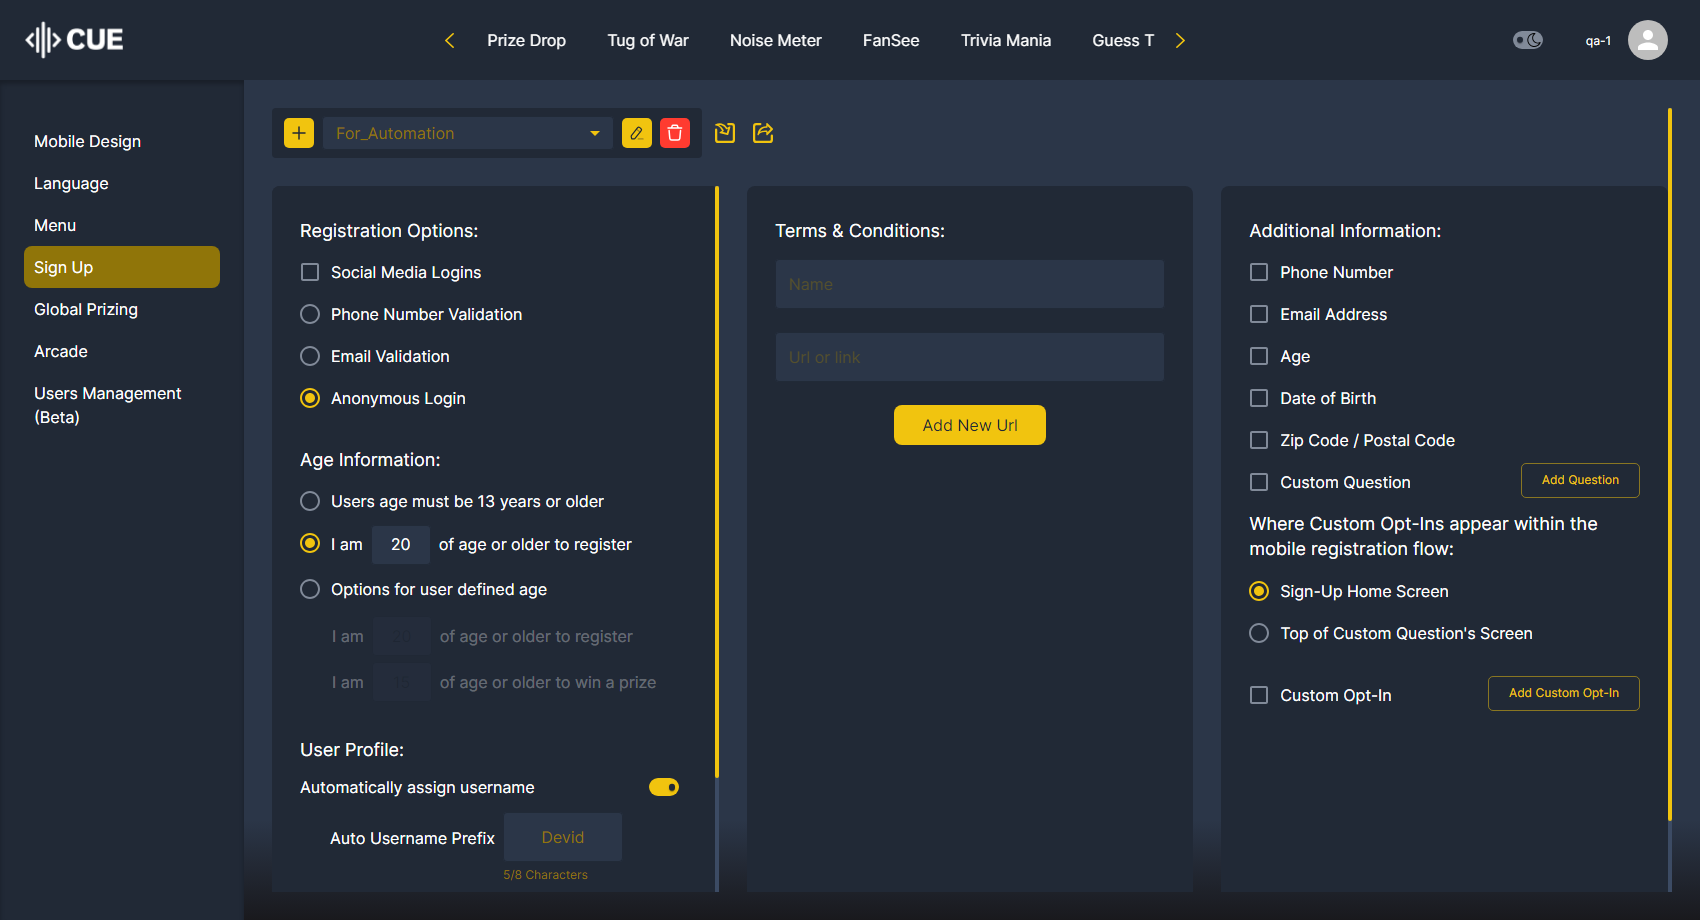 CUE
Prize Drop
Tug of War
Noise Meter
FanSee
Trivia Mania
Guess T
qa-1
Mobile Design
Language
Menu
Sign Up
Global Prizing
Arcade
Users Management
(Beta)
For_Automation
Registration Options:
Social Media Logins
Phone Number Validation
Email Validation
Anonymous Login
Age Information:
Users age must be 13 years or older
I am 20 of age or older to register
Options for user defined age
I am 20 of age or older to register
I am of age or older to win a prize
User Profile:
Automatically assign username
Auto Username Prefix Devid
5/8 Characters
Terms & Conditions:
Name
Url or link
Add New Url
Additional Information:
Phone Number
Email Address
Age
Date of Birth
Zip Code / Postal Code
Custom Question Add Question
Where Custom Opt-Ins appear within the
mobile registration flow:
Sign-Up Home Screen
Top of Custom Question's Screen
Custom Opt-In Add Custom Opt-In